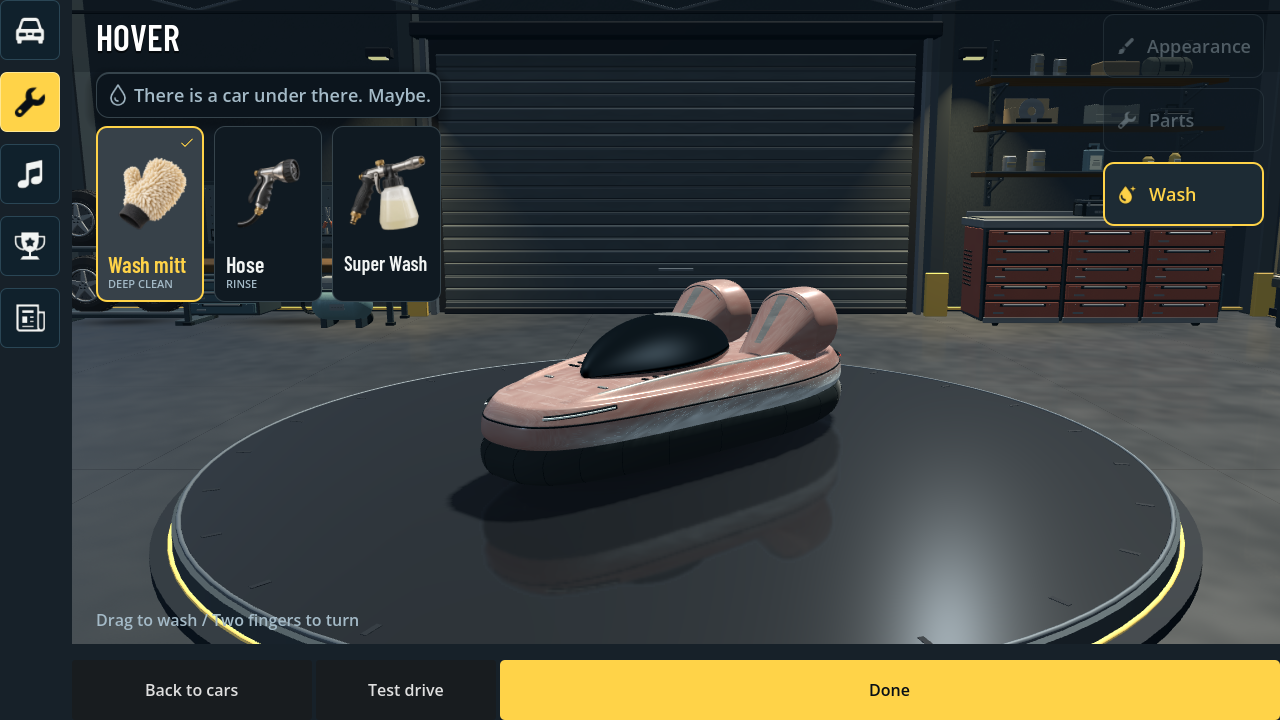 HOVER
There is a car under there. Maybe.
Wash mitt
DEEP CLEAN
Hose
RINSE
Super Wash
Appearance
Parts
Wash
Drag to wash / Two fingers to turn
Back to cars
Test drive
Done